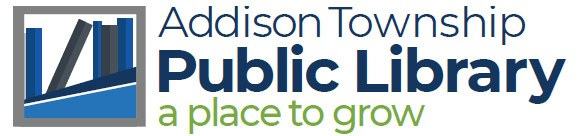 Addison Township
Public Library
a place to grow